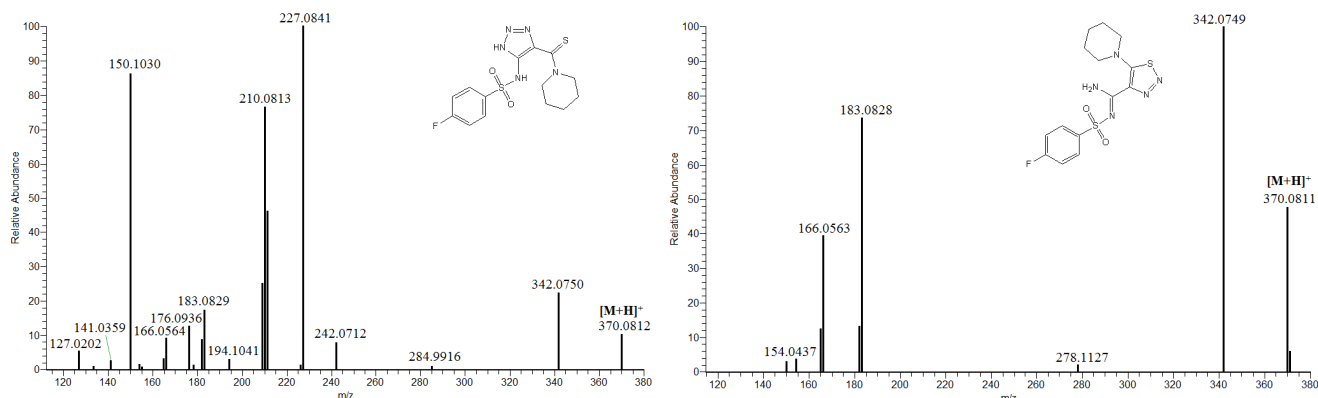 227.0841
150.1030
210.0813
183.0829
176.0936
166.0564
141.0359
127.0202
194.1041
242.0712
284.9916
342.0750
[M+H]⁺
370.0812
N N
HN N
S
NH
N
O
S
O
F
100
90
80
70
60
50
40
30
20
10
0
Relative Abundance
120 140 160 180 200 220 240 260 280 300 320 340 360 380
m/z
342.0749
183.0828
166.0563
154.0437
278.1127
[M+H]⁺
370.0811
N
S
N
N
H₂N
N
O
S
O
F
100
90
80
70
60
50
40
30
20
10
0
Relative Abundance
120 140 160 180 200 220 240 260 280 300 320 340 360 380
m/z